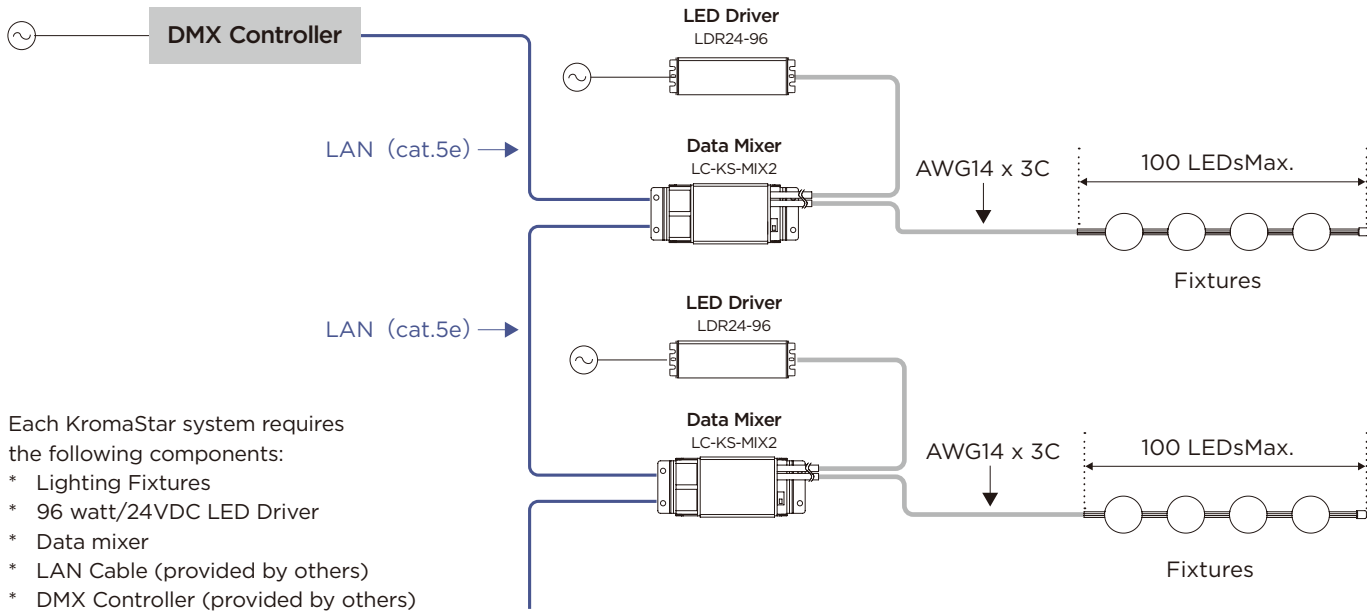 DMX Controller
LED Driver
LDR24-96
LAN (cat.5e)
Data Mixer
LC-KS-MIX2
AWG14 x 3C
100 LEDsMax.
Fixtures
LED Driver
LDR24-96
LAN (cat.5e)
Data Mixer
LC-KS-MIX2
AWG14 x 3C
100 LEDsMax.
Fixtures
Each KromaStar system requires
the following components:
* Lighting Fixtures
* 96 watt/24VDC LED Driver
* Data mixer
* LAN Cable (provided by others)
* DMX Controller (provided by others)